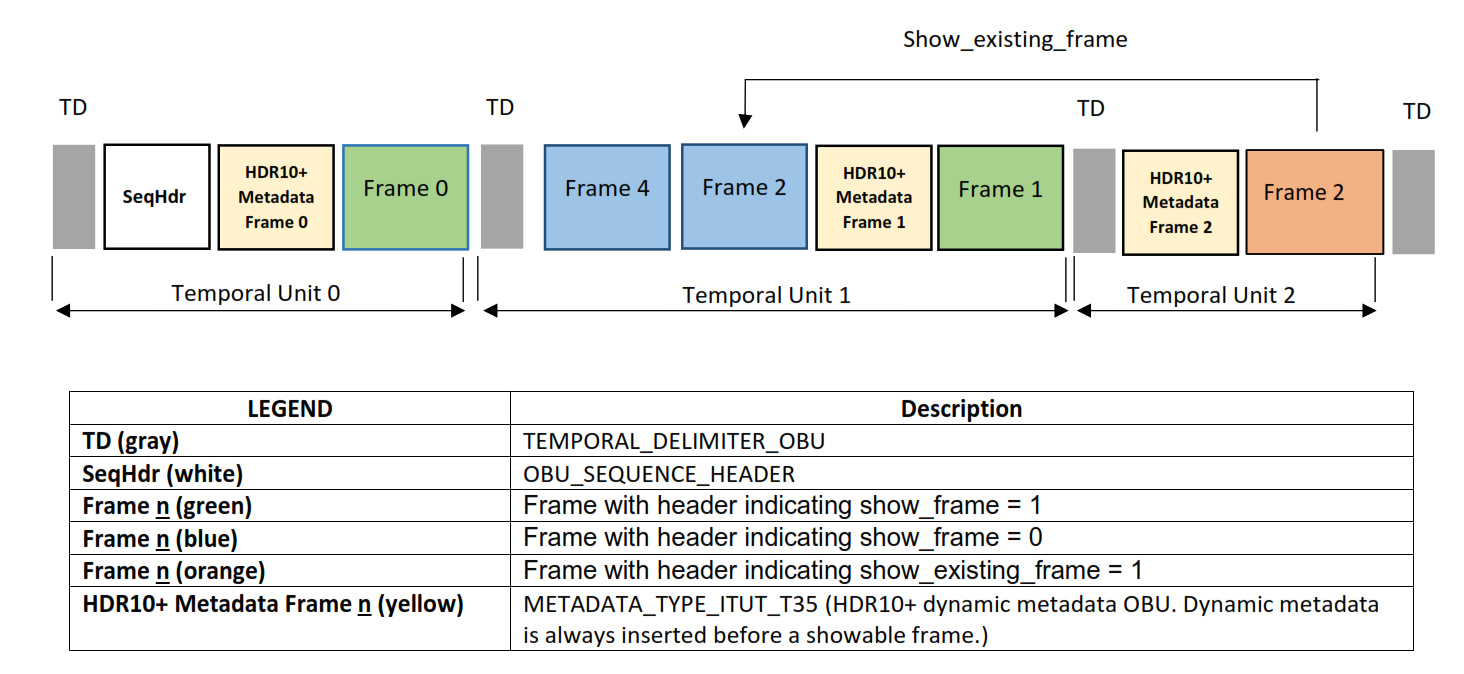 Show_existing_frame
TD
TD
TD
TD
SeqHdr
HDR10+
Metadata
Frame 0
Frame 0
Frame 4
Frame 2
HDR10+
Metadata
Frame 1
Frame 1
HDR10+
Metadata
Frame 2
Frame 2
Temporal Unit 0
Temporal Unit 1
Temporal Unit 2
LEGEND
Description
TD (gray)
TEMPORAL_DELIMITER_OBU
SeqHdr (white)
OBU_SEQUENCE_HEADER
Frame n (green)
Frame with header indicating show_frame = 1
Frame n (blue)
Frame with header indicating show_frame = 0
Frame n (orange)
Frame with header indicating show_existing_frame = 1
HDR10+ Metadata Frame n (yellow)
METADATA_TYPE_ITUT_T35 (HDR10+ dynamic metadata OBU. Dynamic metadata
is always inserted before a showable frame.)